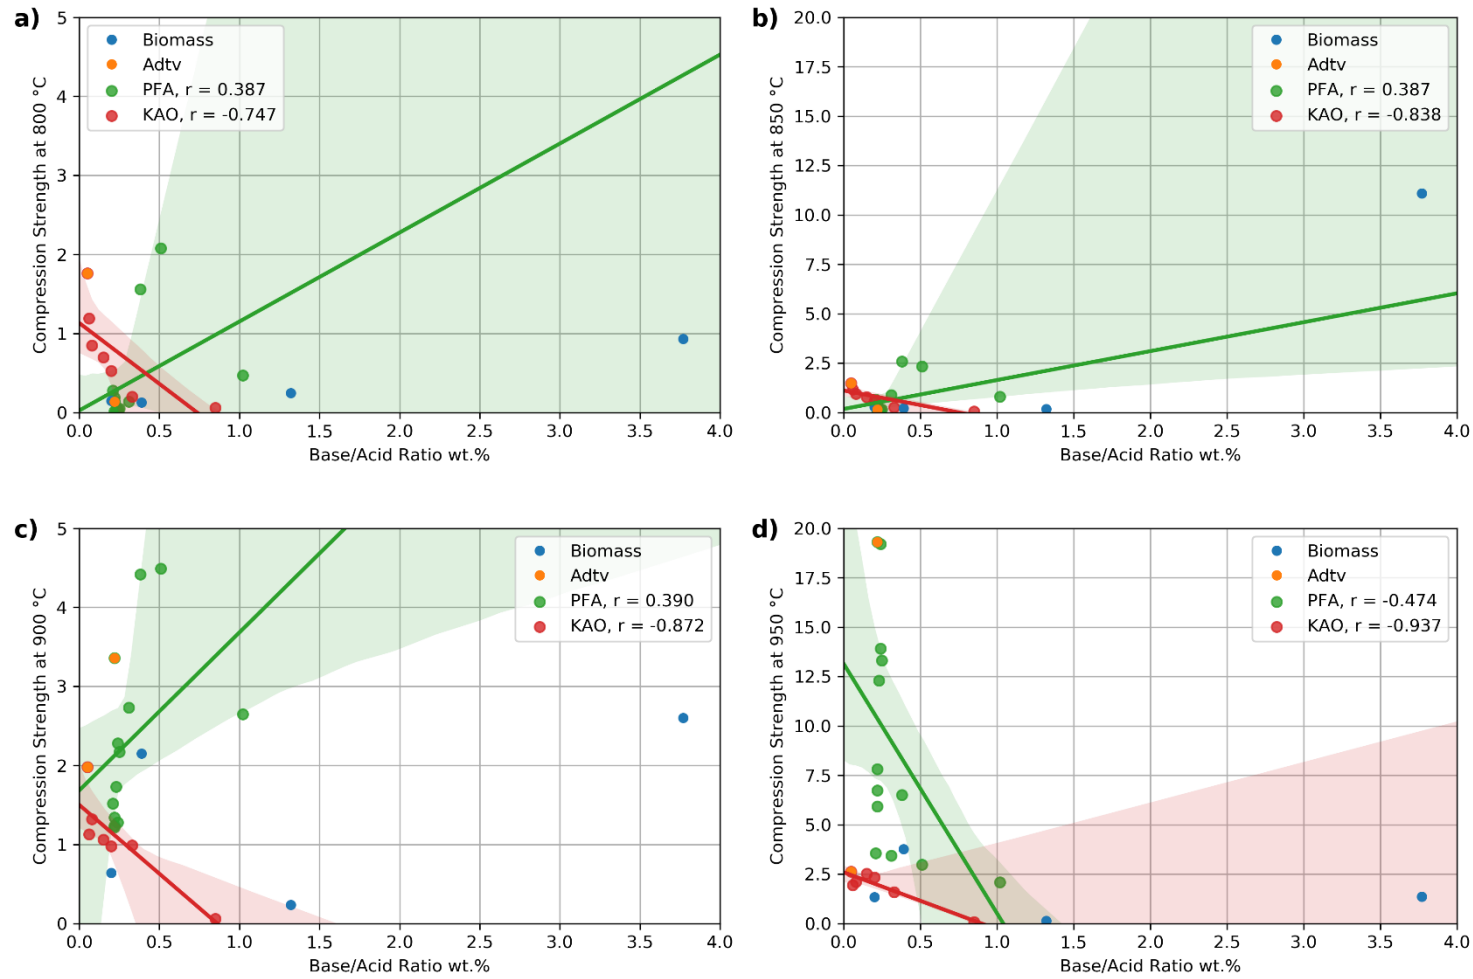 a)
Compression Strength at 800 °C
5
4
3
2
1
0
Biomass
Adtv
PFA, r = 0.387
KAO, r = -0.747
0.0 0.5 1.0 1.5 2.0 2.5 3.0 3.5 4.0
Base/Acid Ratio wt.%
b)
Compression Strength at 850 °C
20.0
17.5
15.0
12.5
10.0
7.5
5.0
2.5
0.0
Biomass
Adtv
PFA, r = 0.387
KAO, r = -0.838
0.0 0.5 1.0 1.5 2.0 2.5 3.0 3.5 4.0
Base/Acid Ratio wt.%
c)
Compression Strength at 900 °C
5
4
3
2
1
0
Biomass
Adtv
PFA, r = 0.390
KAO, r = -0.872
0.0 0.5 1.0 1.5 2.0 2.5 3.0 3.5 4.0
Base/Acid Ratio wt.%
d)
Compression Strength at 950 °C
20.0
17.5
15.0
12.5
10.0
7.5
5.0
2.5
0.0
Biomass
Adtv
PFA, r = -0.474
KAO, r = -0.937
0.0 0.5 1.0 1.5 2.0 2.5 3.0 3.5 4.0
Base/Acid Ratio wt.%